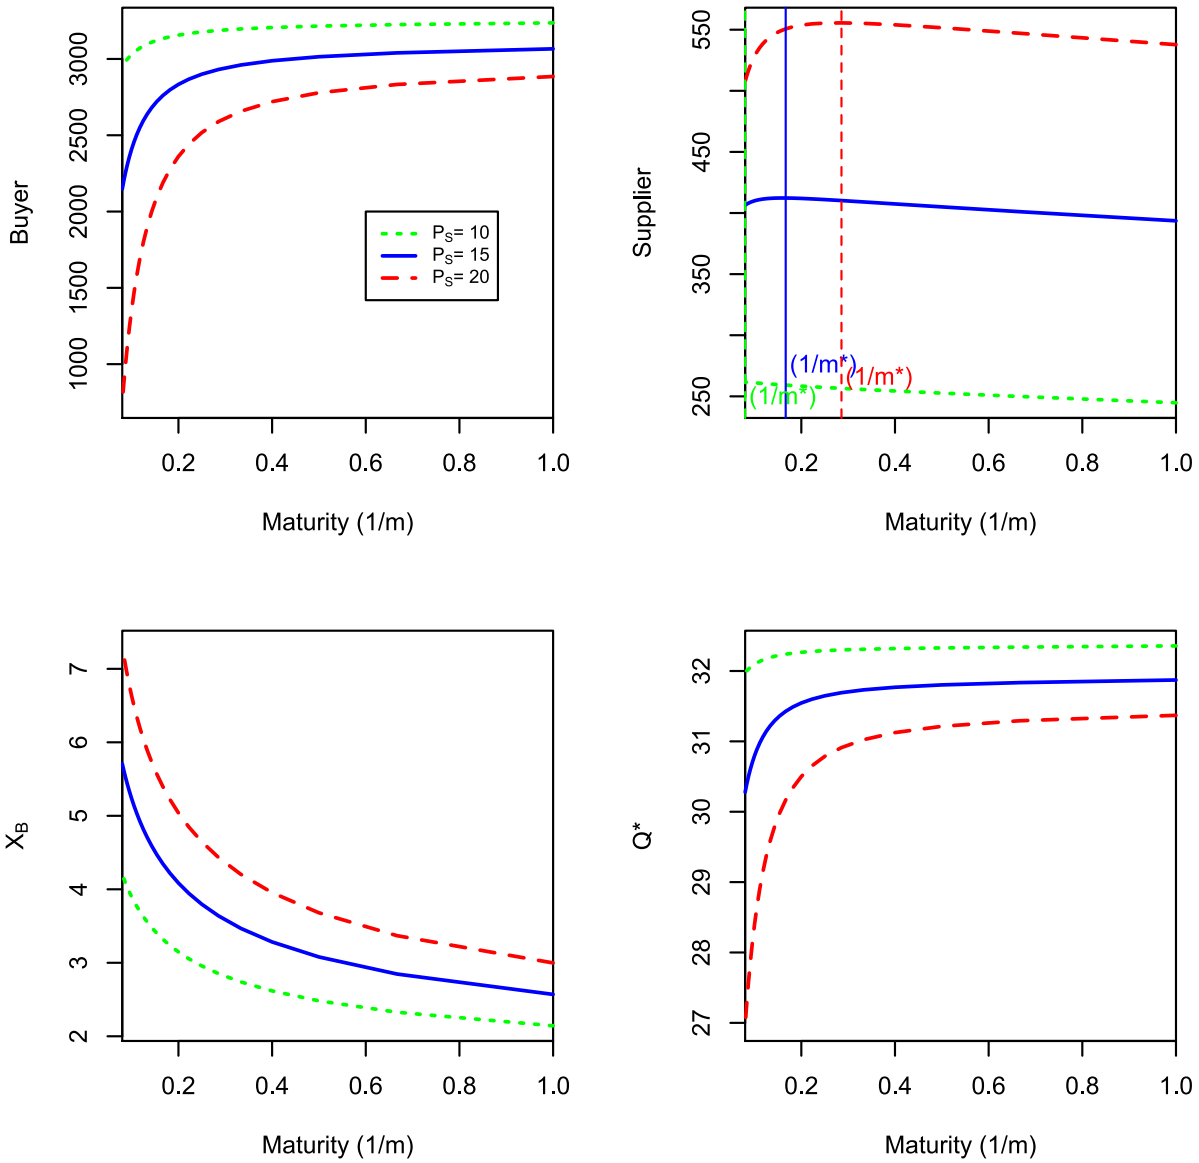 Buyer
3000
2500
2000
1500
1000
P_S= 10
P_S= 15
P_S= 20
0.2 0.4 0.6 0.8 1.0
Maturity (1/m)
Supplier
550
450
350
250
(1/m*)
(1/m*)
(1/m*)
0.2 0.4 0.6 0.8 1.0
Maturity (1/m)
X_B
7
6
5
4
3
2
0.2 0.4 0.6 0.8 1.0
Maturity (1/m)
Q*
32
31
30
29
28
27
0.2 0.4 0.6 0.8 1.0
Maturity (1/m)